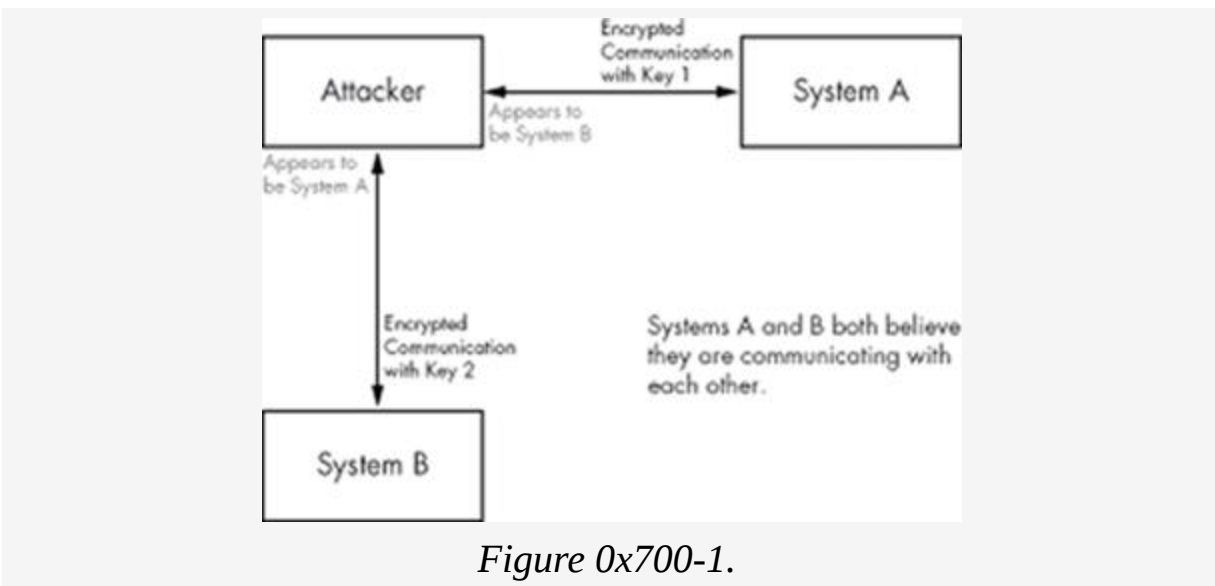 Encrypted
Communication
with Key 1
Attacker
System A
Appears to
be System B
Appears to
be System A
Encrypted
Communication
with Key 2
Systems A and B both believe
they are communicating with
each other.
System B
Figure 0x700-1.